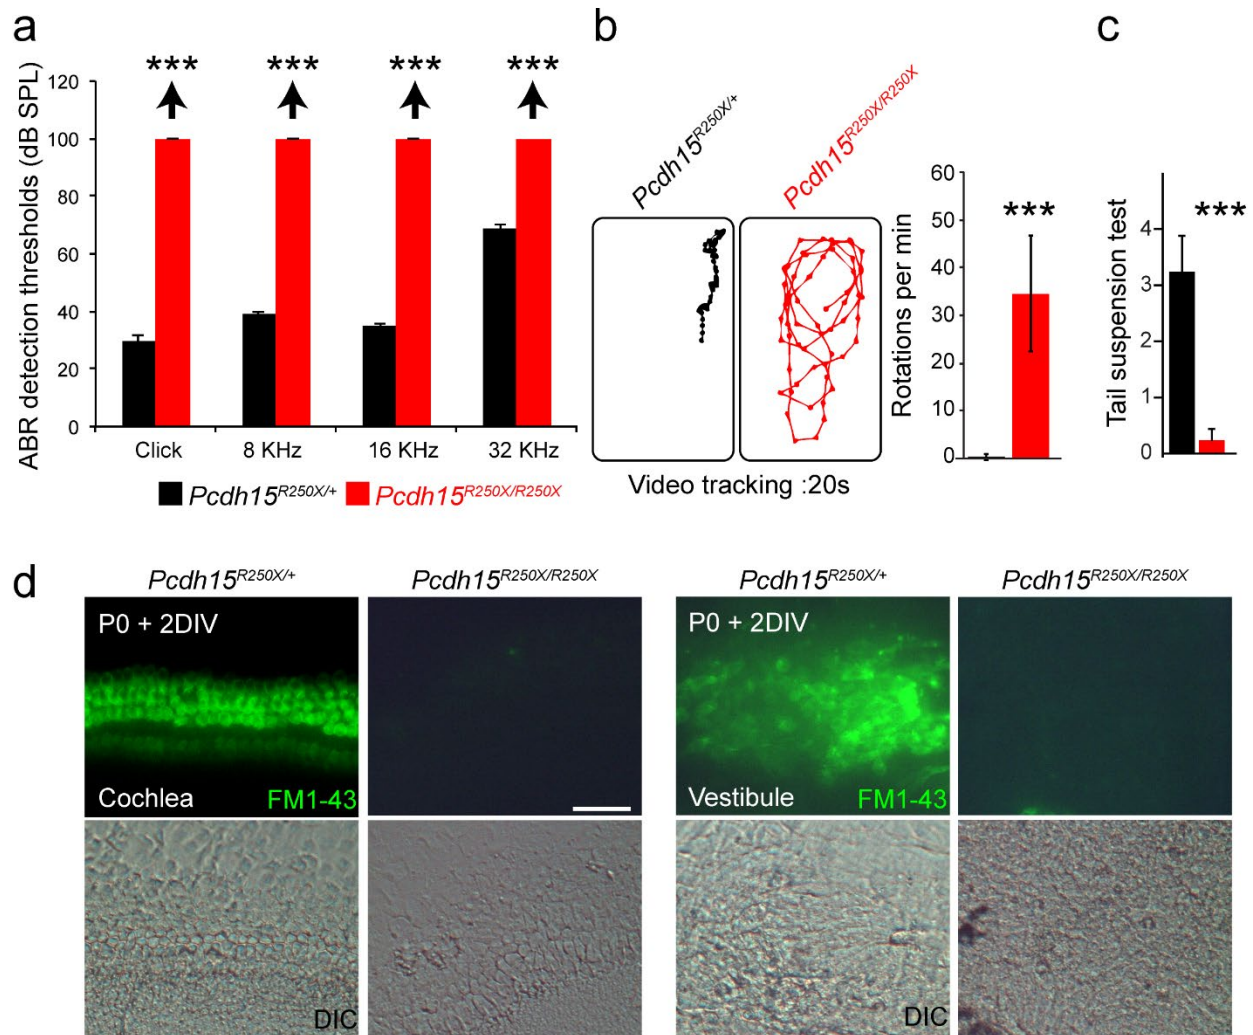 a
ABR detection thresholds (dB SPL)
120
100
80
60
40
20
0
***
***
***
***
Click
8 KHz
16 KHz
32 KHz
Pcdh15R250X/+
Pcdh15R250X/R250X
b
Pcdh15R250X/+
Pcdh15R250X/R250X
Video tracking :20s
Rotations per min
60
50
40
30
20
10
0
***
c
Tail suspension test
4
3
2
1
0
***
d
Pcdh15R250X/+
Pcdh15R250X/R250X
Pcdh15R250X/+
Pcdh15R250X/R250X
P0 + 2DIV
Cochlea
FM1-43
P0 + 2DIV
Vestibule
FM1-43
DIC
DIC